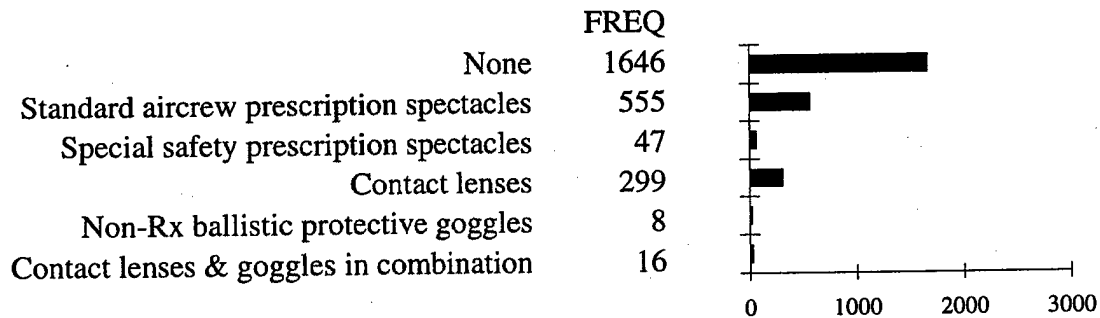 FREQ
None 1646
Standard aircrew prescription spectacles 555
Special safety prescription spectacles 47
Contact lenses 299
Non-Rx ballistic protective goggles 8
Contact lenses & goggles in combination 16
0 1000 2000 3000